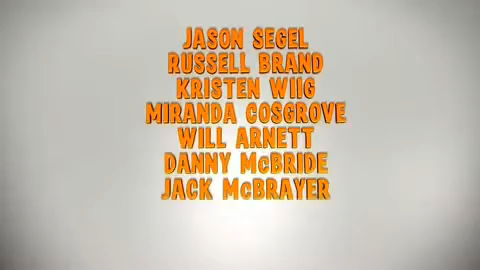 JASON SEGEL
RUSSELL BRAND
KRISTEN WIIG
MIRANDA COSGROVE
WILL ARNETT
DANNY McBRIDE
JACK McBRAYER